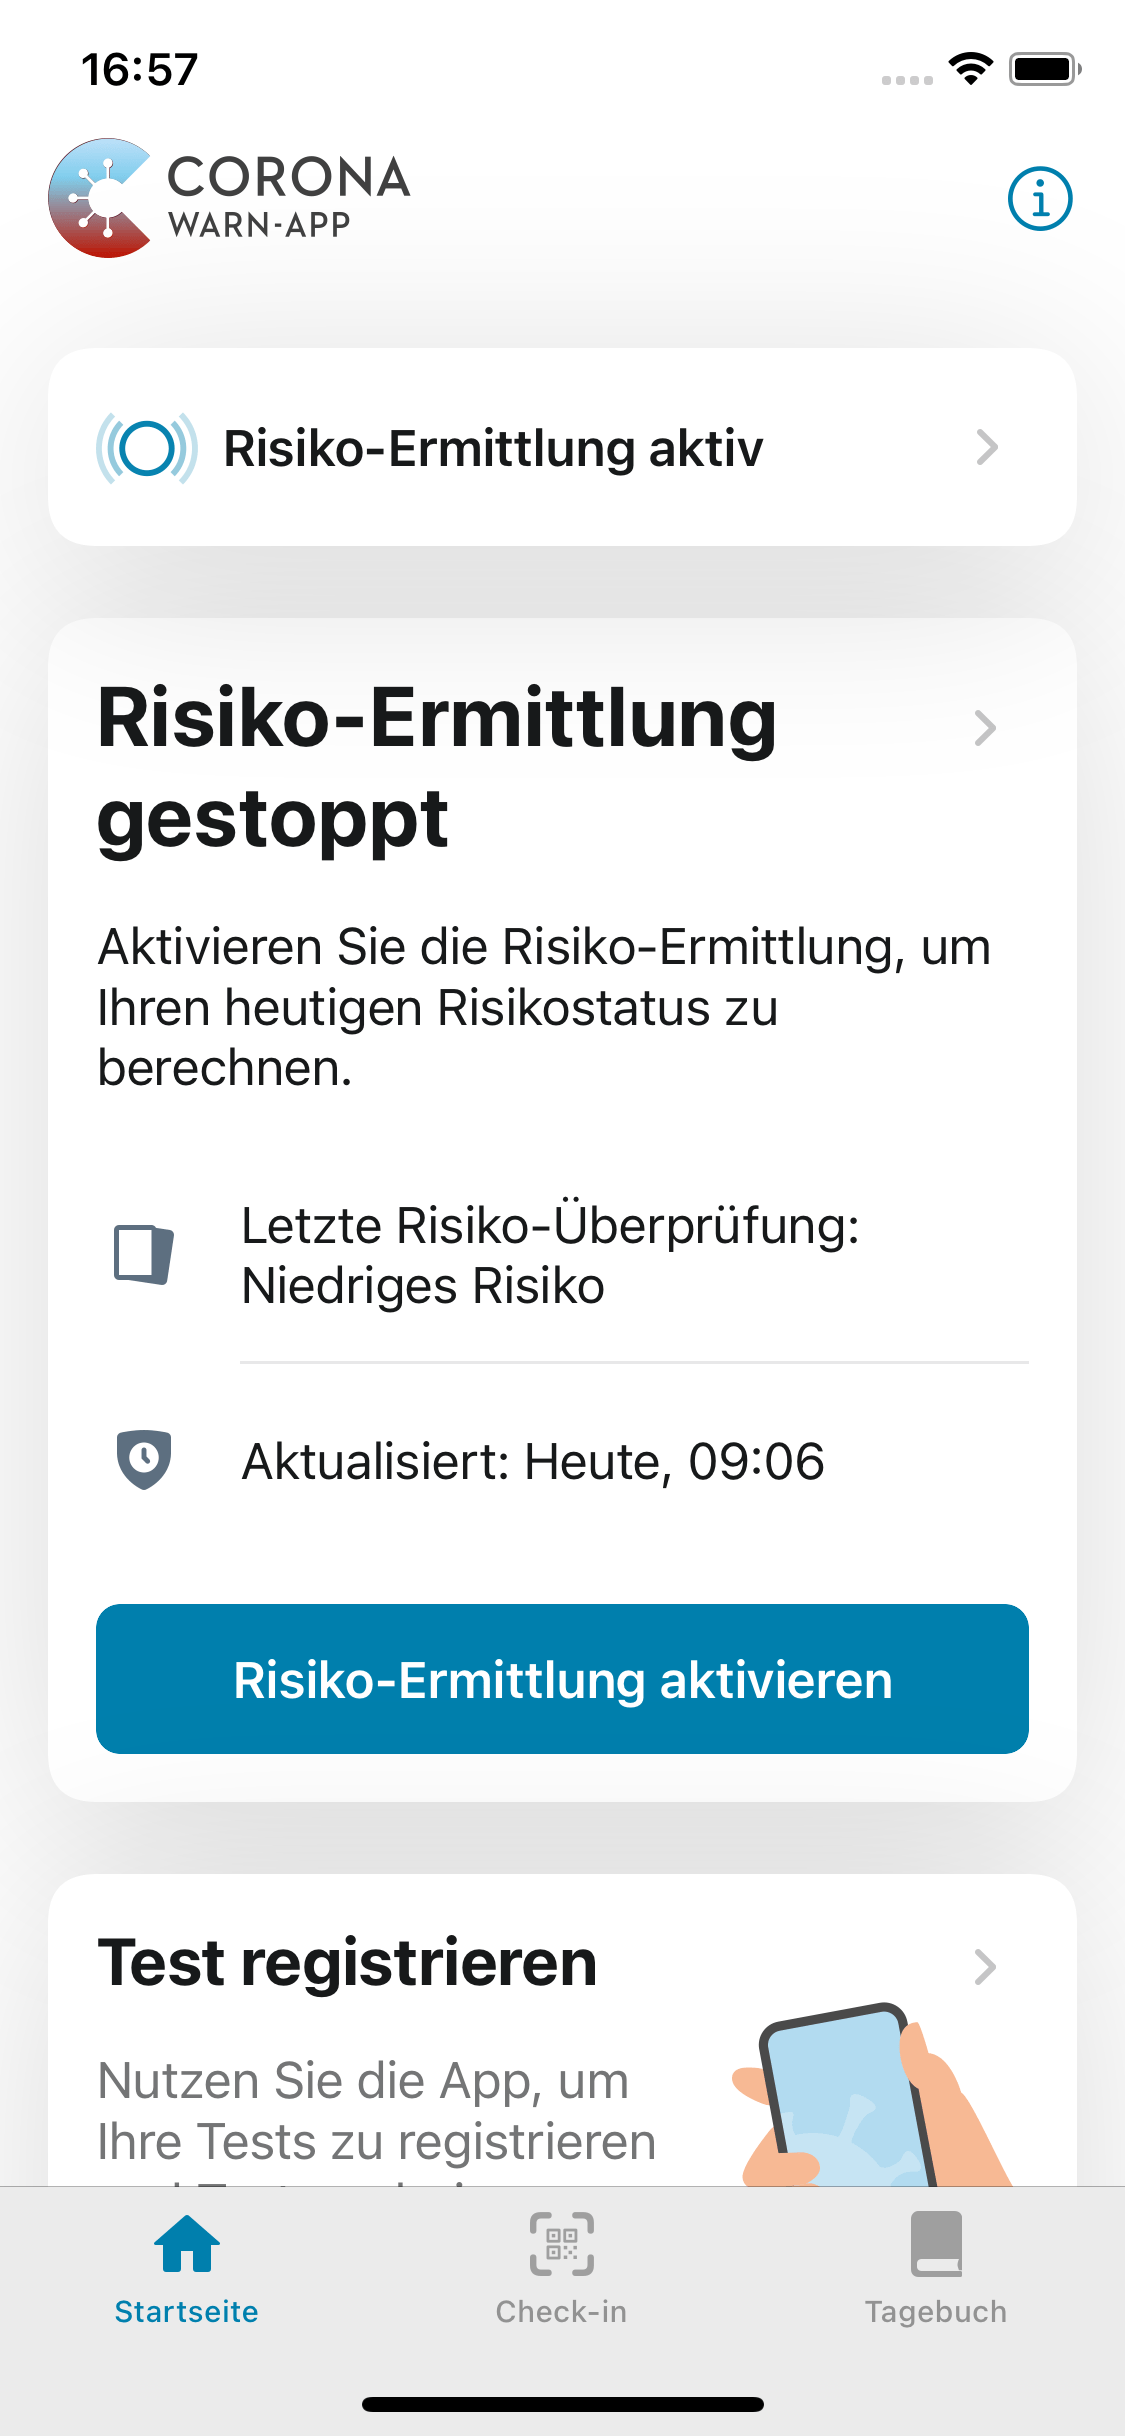 16:57
CORONA
WARN-APP
Risiko-Ermittlung aktiv
Risiko-Ermittlung
gestoppt
Aktivieren Sie die Risiko-Ermittlung, um
Ihren heutigen Risikostatus zu
berechnen.
Letzte Risiko-Überprüfung:
Niedriges Risiko
Aktualisiert: Heute, 09:06
Risiko-Ermittlung aktivieren
Test registrieren
Nutzen Sie die App, um
Ihre Tests zu registrieren
Startseite
Check-in
Tagebuch